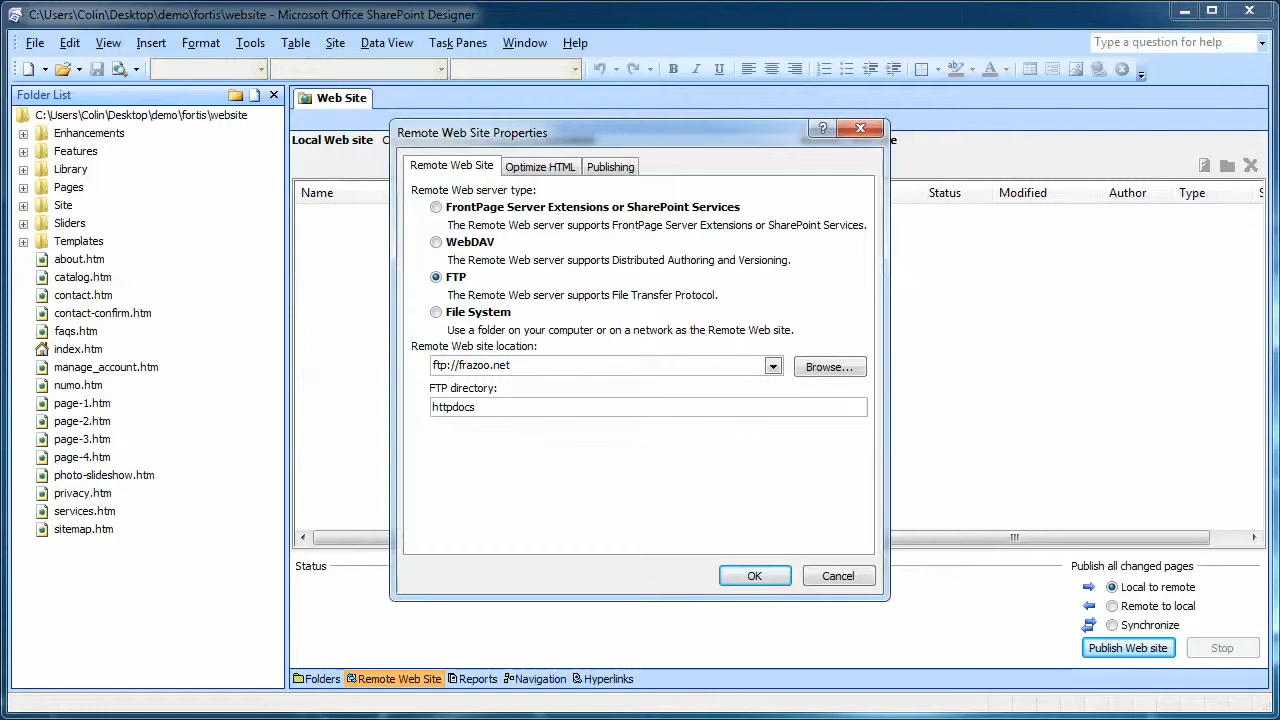 C:\Users\Colin\Desktop\demo\fortis\website - Microsoft Office SharePoint Designer
File Edit View Insert Format Tools Table Site Data View Task Panes Window Help
Type a question for help
B I U
Folder List
C:\Users\Colin\Desktop\demo\fortis\website
Enhancements
Features
Library
Pages
Site
Sliders
Templates
about.htm
catalog.htm
contact.htm
contact-confirm.htm
faqs.htm
index.htm
manage_account.htm
numo.htm
page-1.htm
page-2.htm
page-3.htm
page-4.htm
photo-slideshow.htm
privacy.htm
services.htm
sitemap.htm
Web Site
Local Web site
Name
Status Modified Author Type S
Remote Web Site Properties
Remote Web Site Optimize HTML Publishing
Remote Web server type:
FrontPage Server Extensions or SharePoint Services
The Remote Web server supports FrontPage Server Extensions or SharePoint Services.
WebDAV
The Remote Web server supports Distributed Authoring and Versioning.
FTP
The Remote Web server supports File Transfer Protocol.
File System
Use a folder on your computer or on a network as the Remote Web site.
Remote Web site location:
ftp://frazoo.net
Browse...
FTP directory:
httpdocs
OK Cancel
Status
Publish all changed pages
Local to remote
Remote to local
Synchronize
Publish Web site Stop
Folders Remote Web Site Reports Navigation Hyperlinks